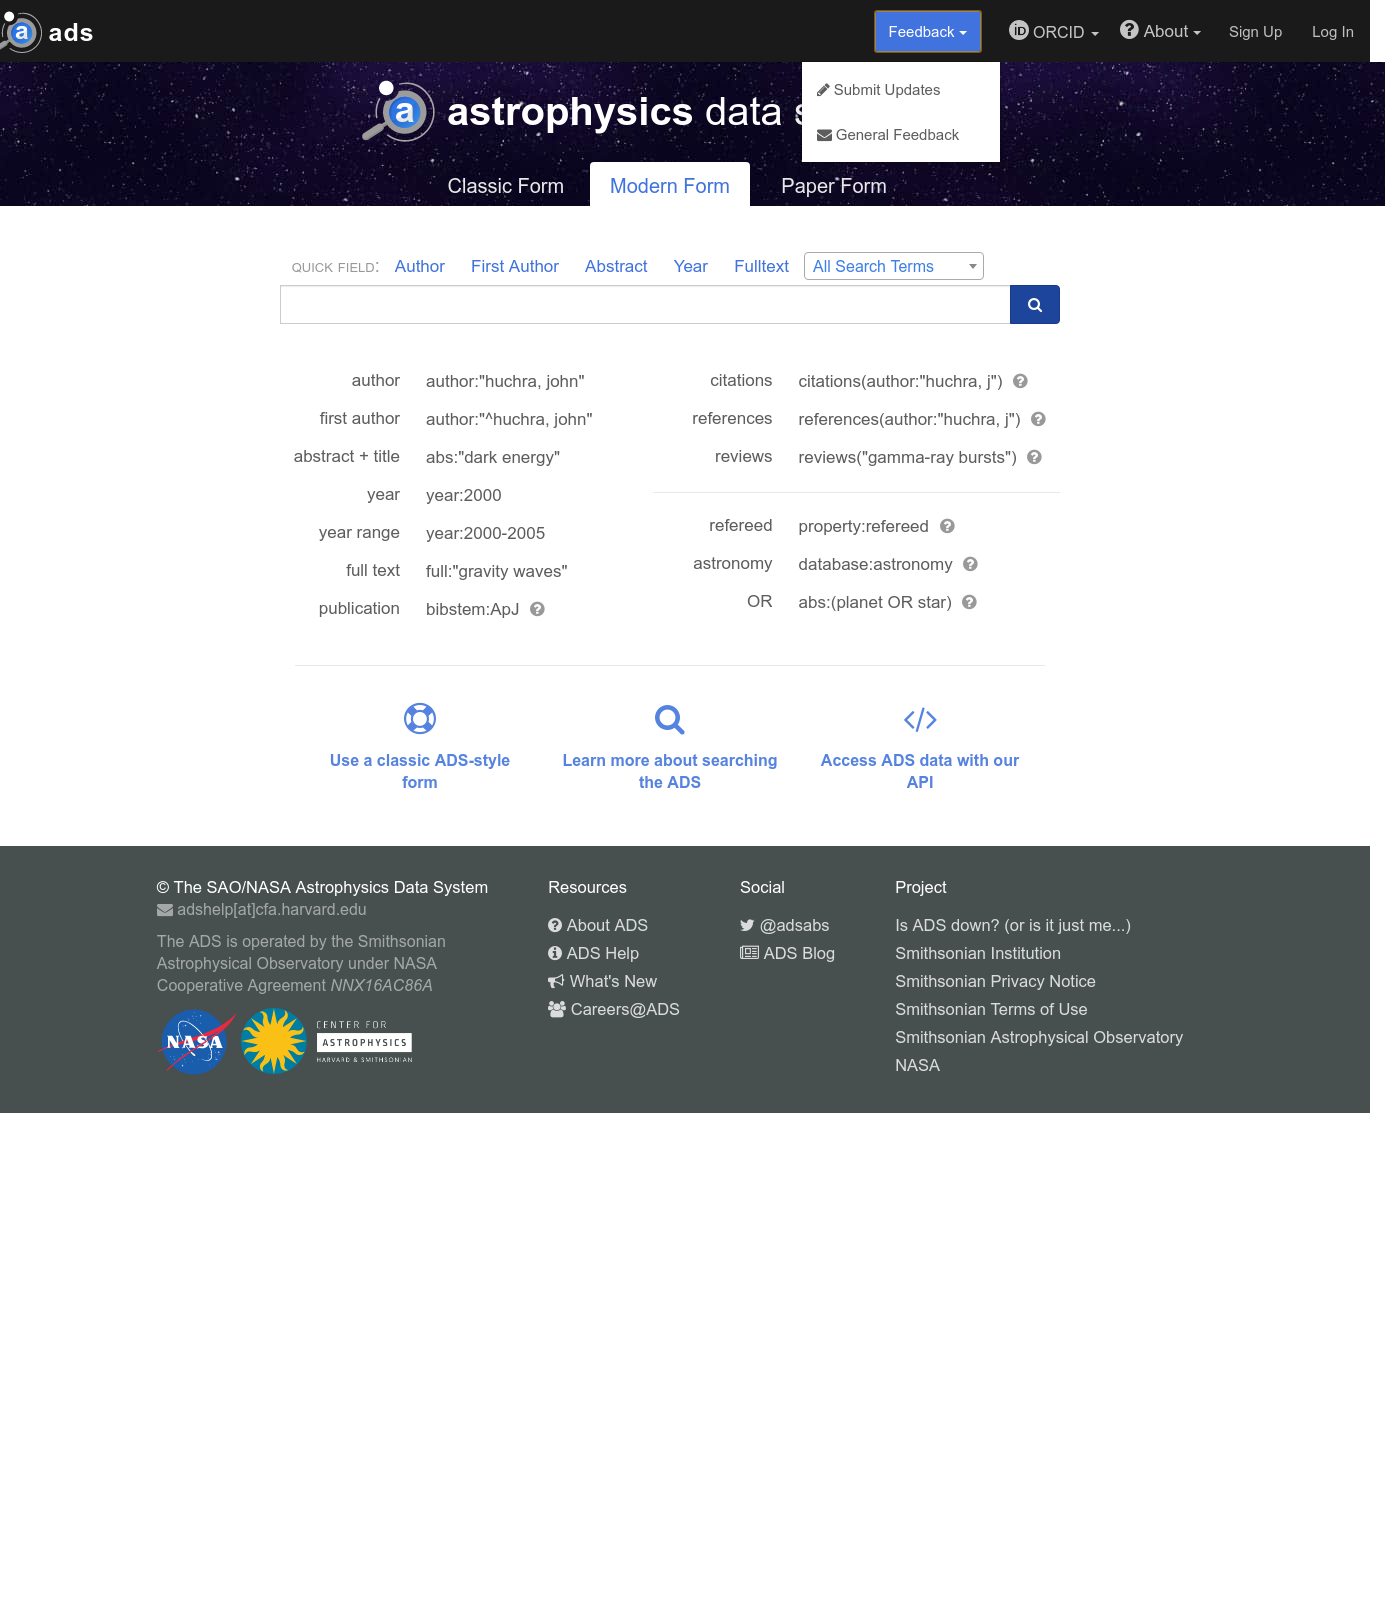 ads
Feedback
ORCID
About
Sign Up
Log In
Submit Updates
General Feedback
astrophysics data
Classic Form
Modern Form
Paper Form
QUICK FIELD: Author First Author Abstract Year Fulltext All Search Terms
author author:"huchra, john"
first author author:"^huchra, john"
abstract + title abs:"dark energy"
year year:2000
year range year:2000-2005
full text full:"gravity waves"
publication bibstem:ApJ
citations citations(author:"huchra, j")
references references(author:"huchra, j")
reviews reviews("gamma-ray bursts")
refereed property:refereed
astronomy database:astronomy
OR abs:(planet OR star)
Use a classic ADS-style
form
Learn more about searching
the ADS
Access ADS data with our
API
© The SAO/NASA Astrophysics Data System
adshelp[at]cfa.harvard.edu
The ADS is operated by the Smithsonian
Astrophysical Observatory under NASA
Cooperative Agreement NNX16AC86A
NASA
CENTER FOR
ASTROPHYSICS
HARVARD & SMITHSONIAN
Resources
About ADS
ADS Help
What's New
Careers@ADS
Social
@adsabs
ADS Blog
Project
Is ADS down? (or is it just me...)
Smithsonian Institution
Smithsonian Privacy Notice
Smithsonian Terms of Use
Smithsonian Astrophysical Observatory
NASA